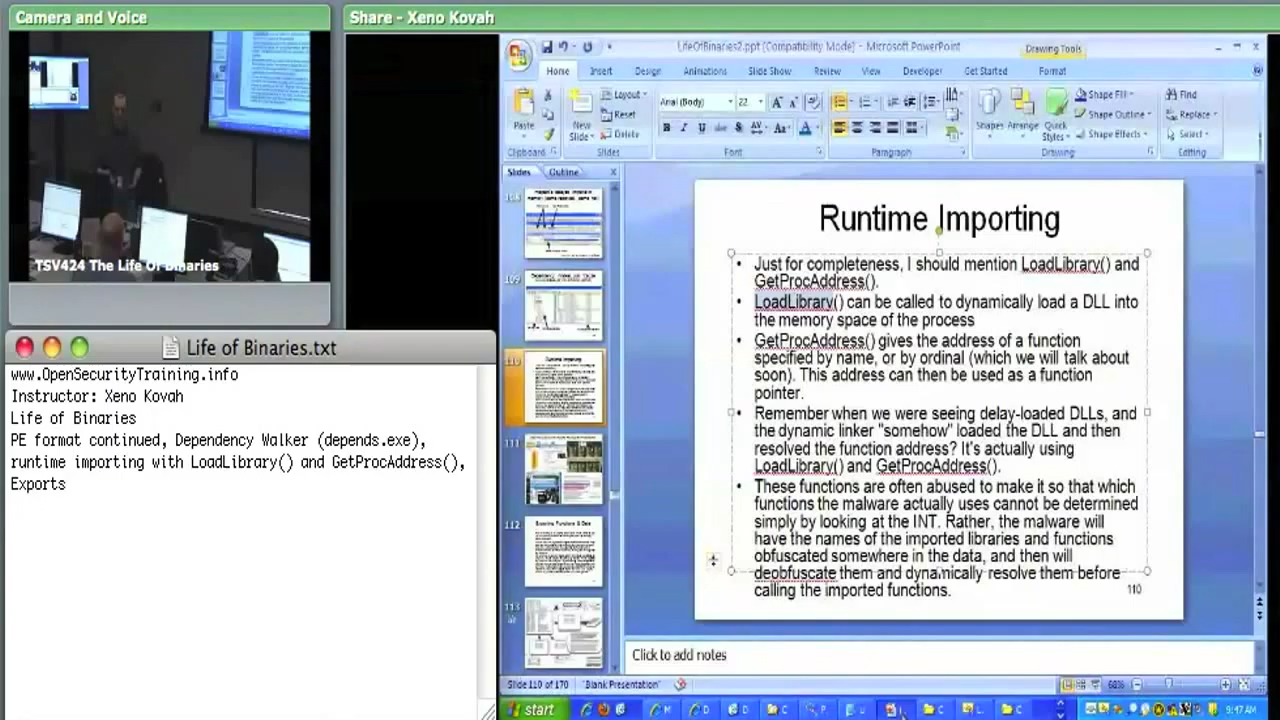 Camera and Voice
Share - Xeno Kovah
TSV424 The Life Of Binaries
Life of Binaries.txt
www.OpenSecurityTraining.info
Instructor: Xeno Kovah
Life of Binaries
PE format continued, Dependency Walker (depends.exe),
runtime importing with LoadLibrary() and GetProcAddress(),
Exports
.ppt [Compatibility Mode]
Drawing Tools
Home
Insert
Slide Show
Review
Developer
Format
Paste
New
Slide
Layout
Reset
Delete
Arial (Body)
22
Shapes
Arrange
Quick
Styles
Shape Fill
Shape Outline
Shape Effects
Find
Replace
Select
Clipboard
Slides
Font
Paragraph
Drawing
Editing
Slides
Outline
109
110
111
112
113
Runtime Importing
• Just for completeness, I should mention LoadLibrary() and
GetProcAddress().
• LoadLibrary() can be called to dynamically load a DLL into
the memory space of the process
• GetProcAddress() gives the address of a function
specified by name, or by ordinal (which we will talk about
soon). This address can then be used as a function
pointer.
• Remember when we were seeing delay-loaded DLLs, and
the dynamic linker "somehow" loaded the DLL and then
resolved the function address? It's actually using
LoadLibrary() and GetProcAddress()
• These functions are often abused to make it so that which
functions the malware actually uses cannot be determined
simply by looking at the INT. Rather, the malware will
have the names of the imported libraries and functions
obfuscated somewhere in the data, and then will
deobfuscate them and dynamically resolve them before
calling the imported functions.
110
Click to add notes
Slide 110 of 170
"Blank Presentation"
68%
start
9:47 AM